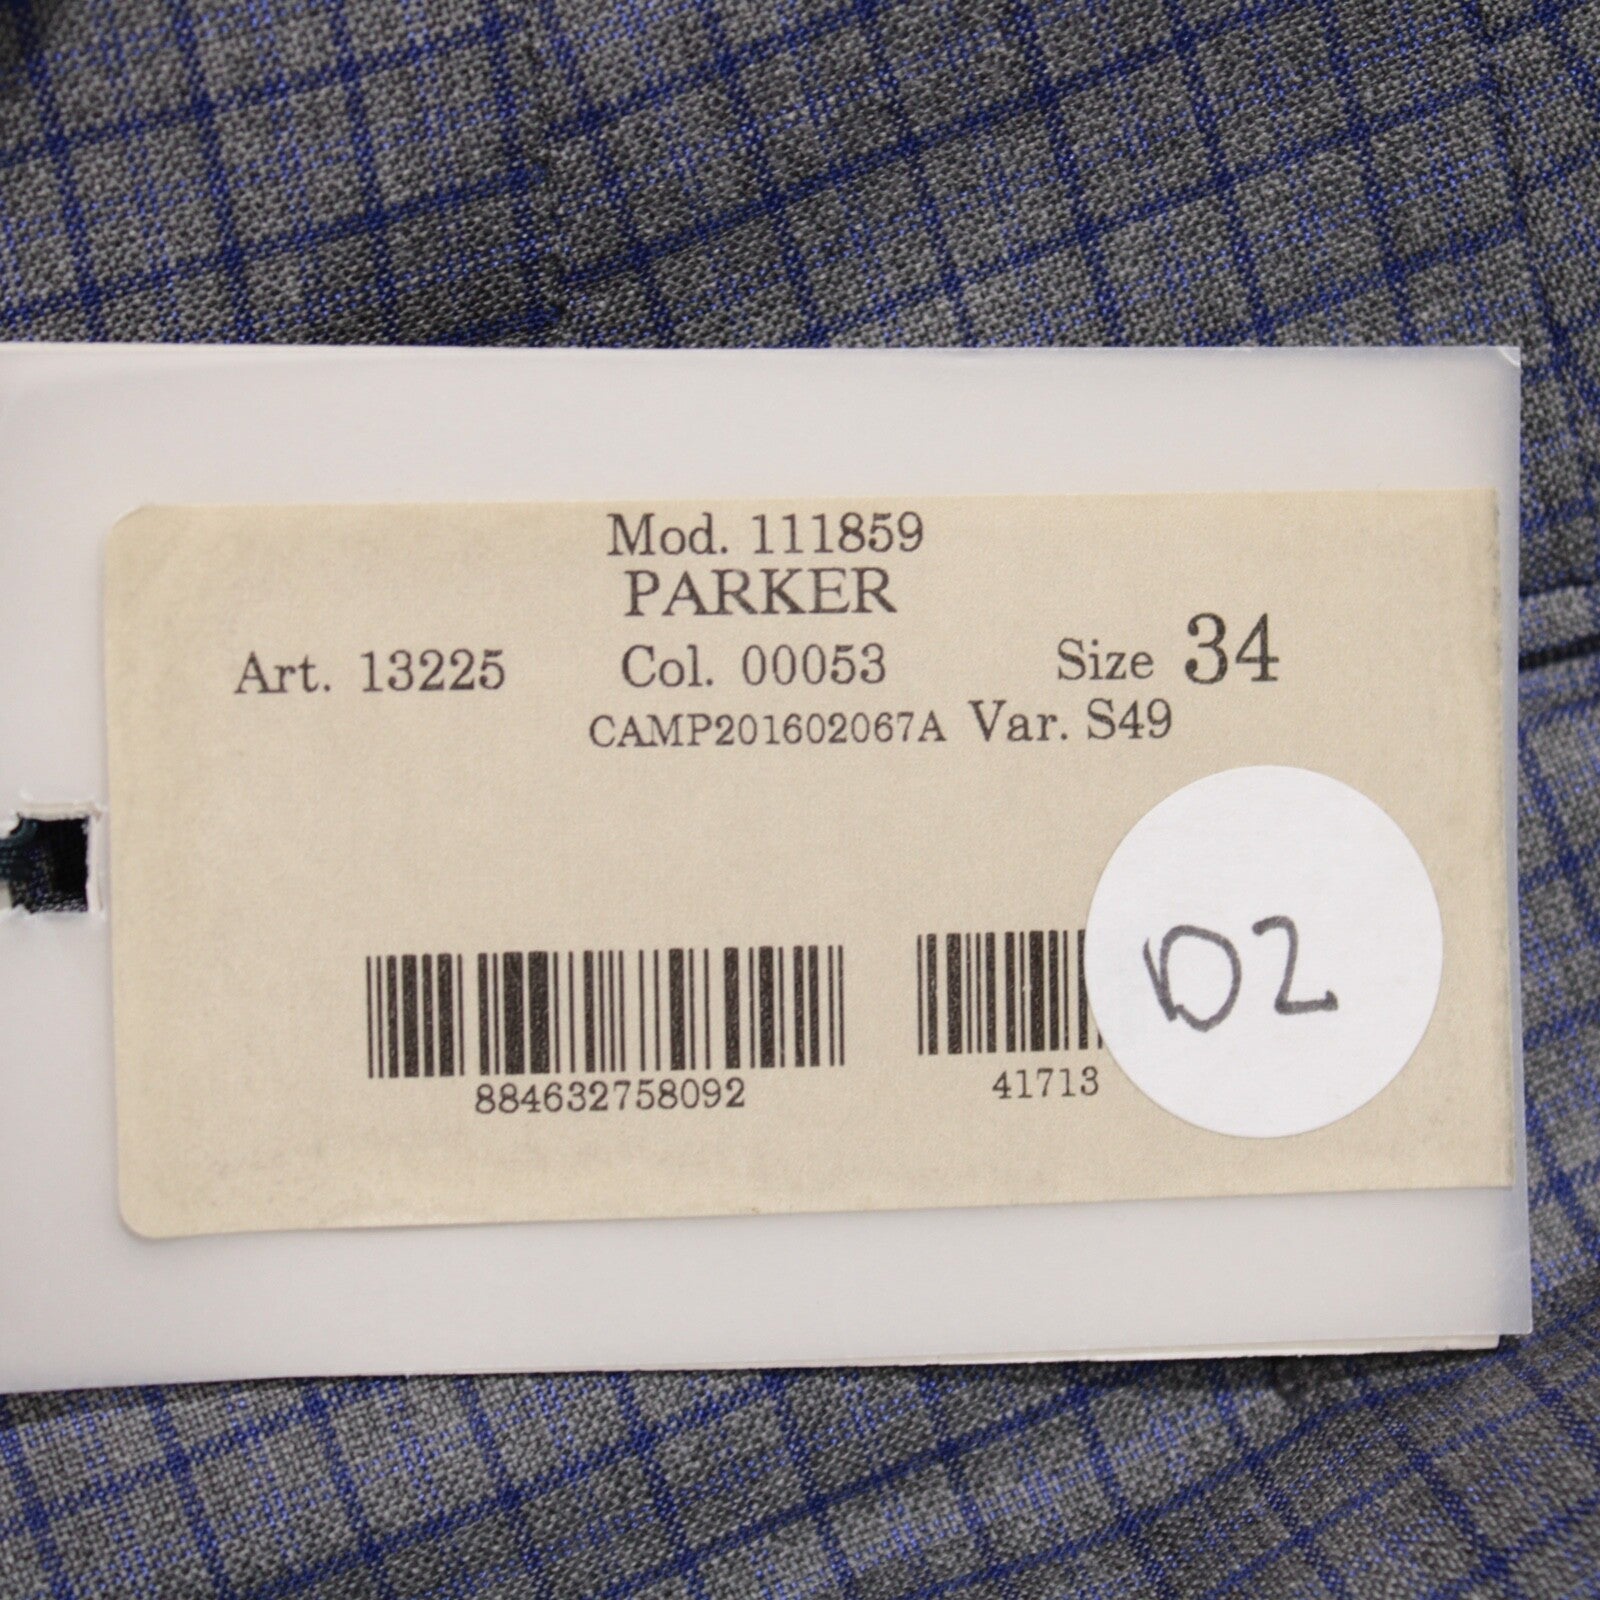 Mod. 111859
PARKER
Art. 13225 Col. 00053 Size 34
CAMP201602067A Var. S49
884632758092 41713
D2